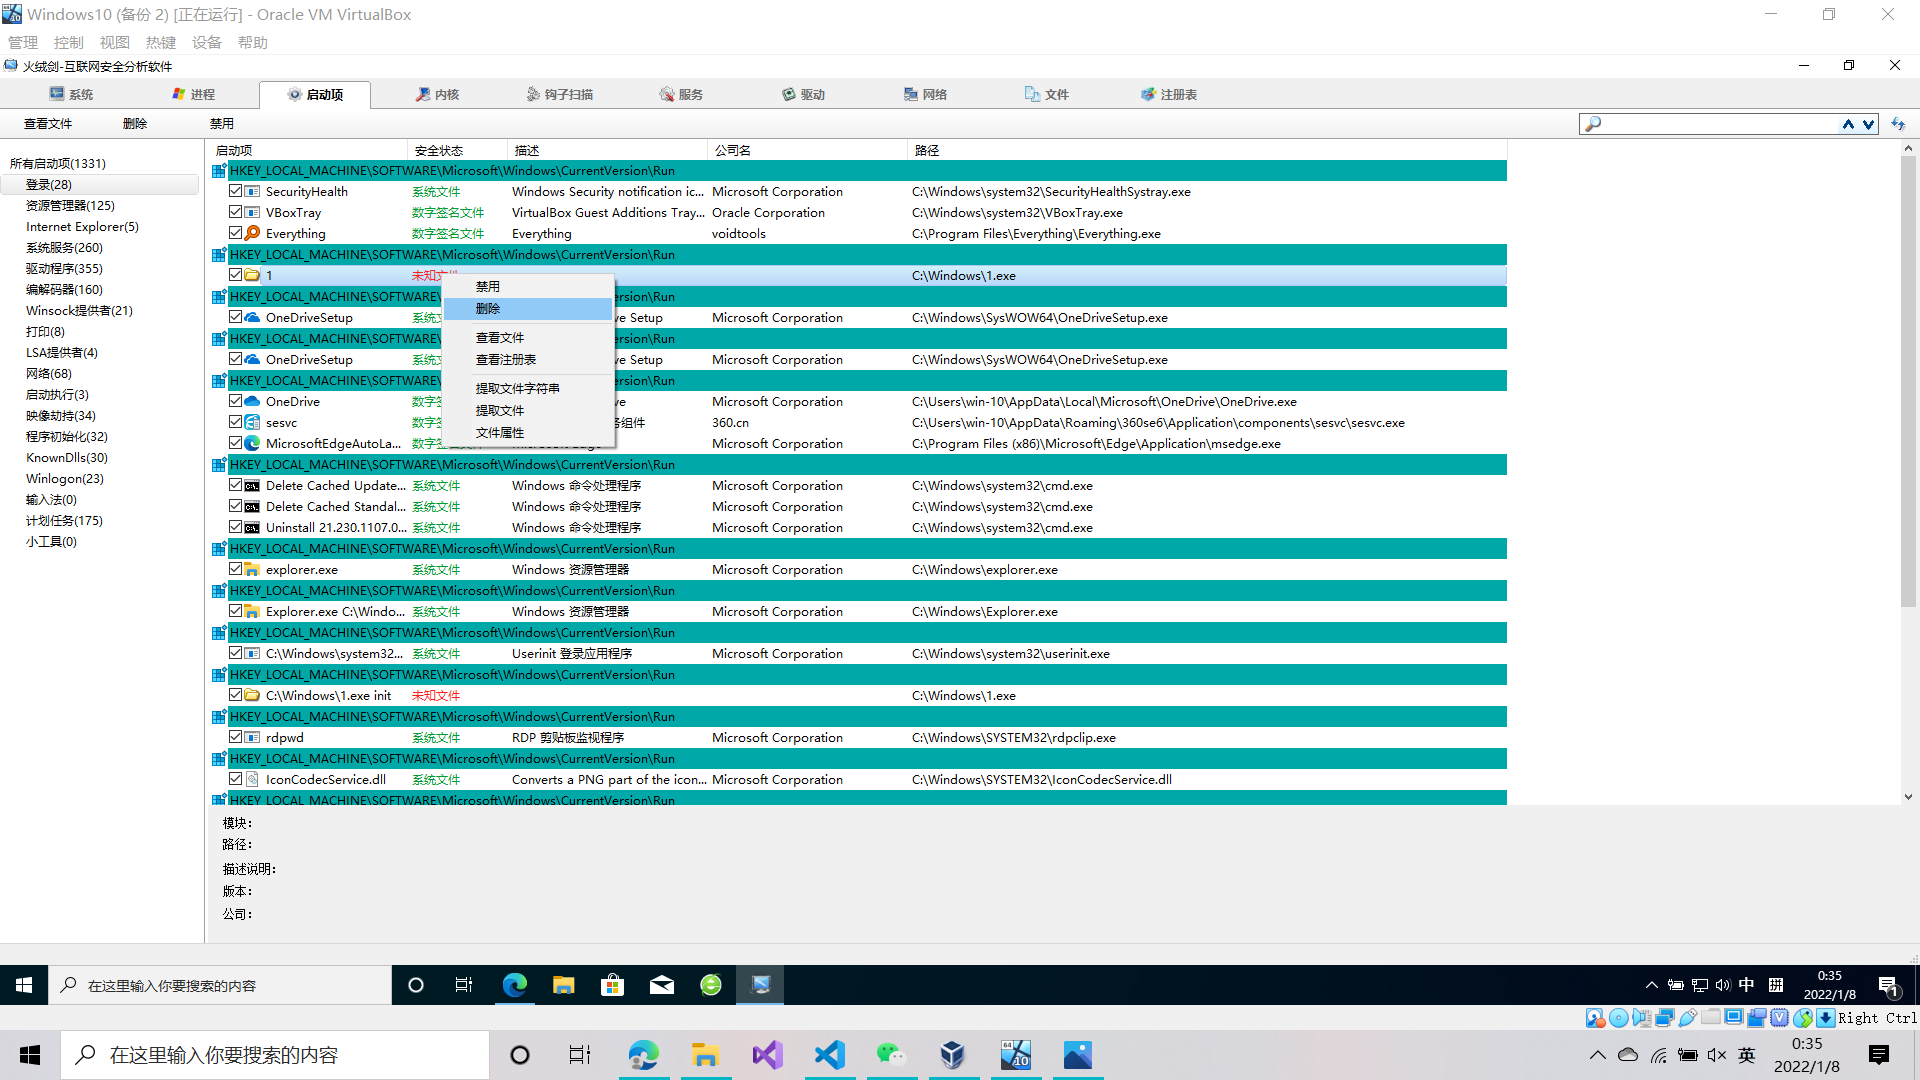 Windows10 (备份 2) [正在运行] - Oracle VM VirtualBox
管理 控制 视图 热键 设备 帮助
火绒剑-互联网安全分析软件
系统 进程 启动项 内核 钩子扫描 服务 驱动 网络 文件 注册表
查看文件 删除 禁用
所有启动项(1331)
登录(28)
资源管理器(125)
Internet Explorer(5)
系统服务(260)
驱动程序(355)
编解码器(160)
Winsock提供者(21)
打印(8)
LSA提供者(4)
网络(68)
启动执行(3)
映像劫持(34)
程序初始化(32)
KnownDlls(30)
Winlogon(23)
输入法(0)
计划任务(175)
小工具(0)
启动项 安全状态 描述 公司名 路径
HKEY_LOCAL_MACHINE\SOFTWARE\Microsoft\Windows\CurrentVersion\Run
SecurityHealth 系统文件 Windows Security notification ic... Microsoft Corporation C:\Windows\system32\SecurityHealthSystray.exe
VBoxTray 数字签名文件 VirtualBox Guest Additions Tray... Oracle Corporation C:\Windows\system32\VBoxTray.exe
Everything 数字签名文件 Everything voidtools C:\Program Files\Everything\Everything.exe
HKEY_LOCAL_MACHINE\SOFTWARE\Microsoft\Windows\CurrentVersion\Run
1 未知文件 C:\Windows\1.exe
HKEY_LOCAL_MACHINE\SOFTWARE\ ersion\Run
OneDriveSetup 系统 ve Setup Microsoft Corporation C:\Windows\SysWOW64\OneDriveSetup.exe
HKEY_LOCAL_MACHINE\SOFTWARE\ ersion\Run
OneDriveSetup 系统 ve Setup Microsoft Corporation C:\Windows\SysWOW64\OneDriveSetup.exe
HKEY_LOCAL_MACHINE\SOFTWARE\ ersion\Run
OneDrive 数字 ve Microsoft Corporation C:\Users\win-10\AppData\Local\Microsoft\OneDrive\OneDrive.exe
sesvc 数字 务组件 360.cn C:\Users\win-10\AppData\Roaming\360se6\Application\components\sesvc\sesvc.exe
MicrosoftEdgeAutoLa... 数字签名文件 Microsoft Edge Microsoft Corporation C:\Program Files (x86)\Microsoft\Edge\Application\msedge.exe
禁用
删除
查看文件
查看注册表
提取文件字符串
提取文件
文件属性
HKEY_LOCAL_MACHINE\SOFTWARE\Microsoft\Windows\CurrentVersion\Run
Delete Cached Update... 系统文件 Windows 命令处理程序 Microsoft Corporation C:\Windows\system32\cmd.exe
Delete Cached Standal... 系统文件 Windows 命令处理程序 Microsoft Corporation C:\Windows\system32\cmd.exe
Uninstall 21.230.1107.0... 系统文件 Windows 命令处理程序 Microsoft Corporation C:\Windows\system32\cmd.exe
HKEY_LOCAL_MACHINE\SOFTWARE\Microsoft\Windows\CurrentVersion\Run
explorer.exe 系统文件 Windows 资源管理器 Microsoft Corporation C:\Windows\explorer.exe
HKEY_LOCAL_MACHINE\SOFTWARE\Microsoft\Windows\CurrentVersion\Run
Explorer.exe C:\Windo... 系统文件 Windows 资源管理器 Microsoft Corporation C:\Windows\Explorer.exe
HKEY_LOCAL_MACHINE\SOFTWARE\Microsoft\Windows\CurrentVersion\Run
C:\Windows\system32... 系统文件 Userinit 登录应用程序 Microsoft Corporation C:\Windows\system32\userinit.exe
HKEY_LOCAL_MACHINE\SOFTWARE\Microsoft\Windows\CurrentVersion\Run
C:\Windows\1.exe init 未知文件 C:\Windows\1.exe
HKEY_LOCAL_MACHINE\SOFTWARE\Microsoft\Windows\CurrentVersion\Run
rdpwd 系统文件 RDP 剪贴板监视程序 Microsoft Corporation C:\Windows\SYSTEM32\rdpclip.exe
HKEY_LOCAL_MACHINE\SOFTWARE\Microsoft\Windows\CurrentVersion\Run
IconCodecService.dll 系统文件 Converts a PNG part of the icon... Microsoft Corporation C:\Windows\SYSTEM32\IconCodecService.dll
HKEY_LOCAL_MACHINE\SOFTWARE\Microsoft\Windows\CurrentVersion\Run
模块：
路径：
描述说明：
版本：
公司：
在这里输入你要搜索的内容 中 拼 0:35
2022/1/8 1
Right Ctrl
在这里输入你要搜索的内容 英 0:35
2022/1/8